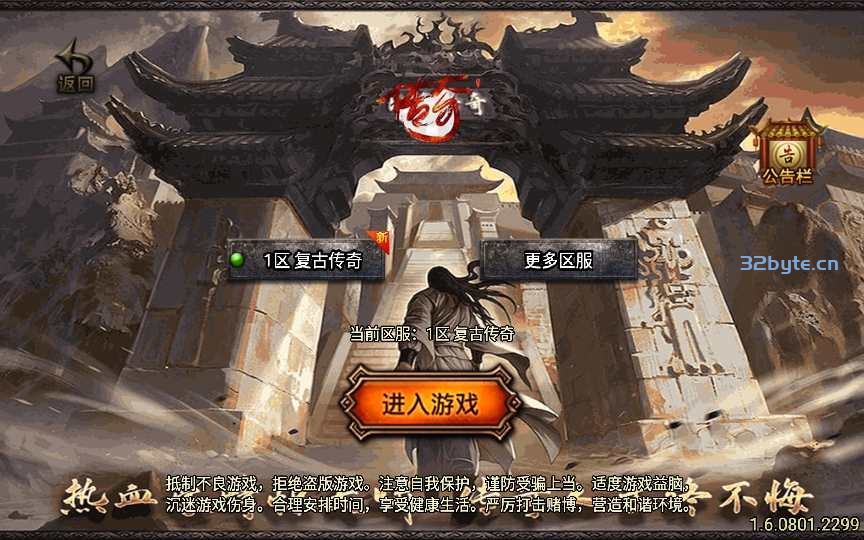 返回
传奇
告
公告栏
新
1区 复古传奇
更多区服
32byte.cn
当前区服：1区 复古传奇
进入游戏
抵制不良游戏，拒绝盗版游戏。注意自我保护，谨防受骗上当。适度游戏益脑，
沉迷游戏伤身。合理安排时间，享受健康生活。严厉打击赌博，营造和谐环境。
热血
不悔
1.6.0801.2299